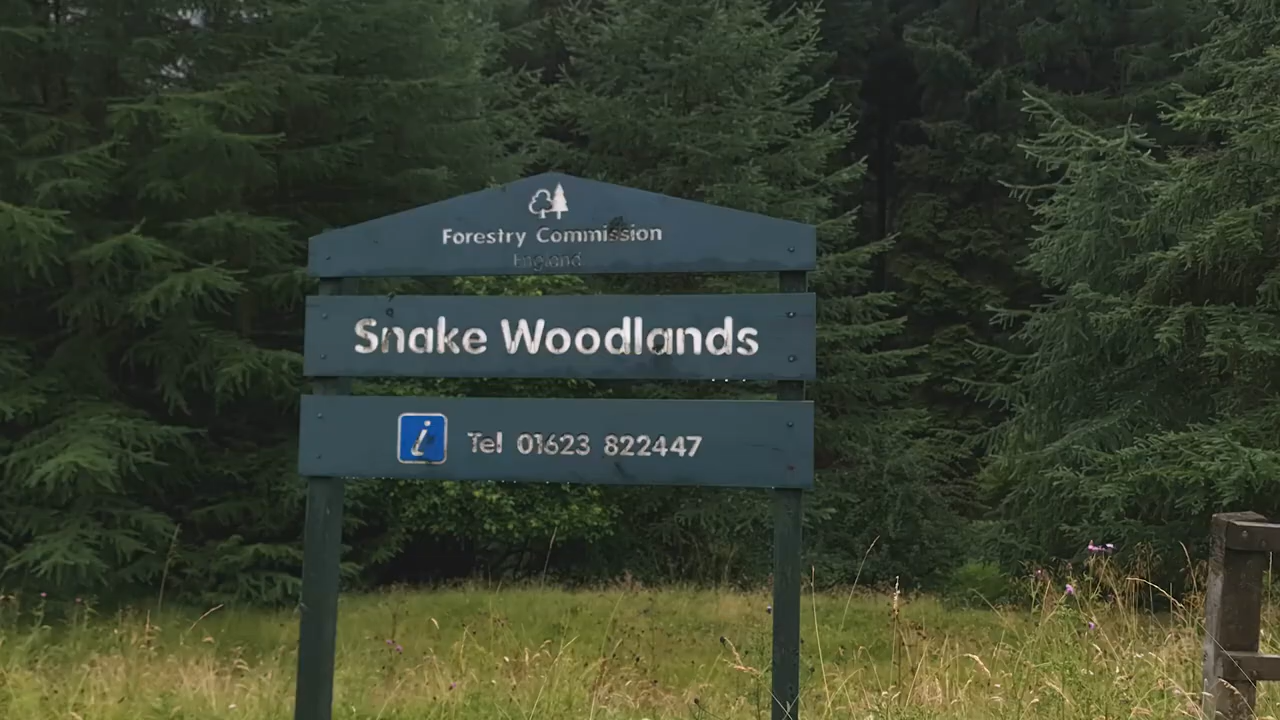 Forestry Commission
England
Snake Woodlands
i Tel 01623 822447